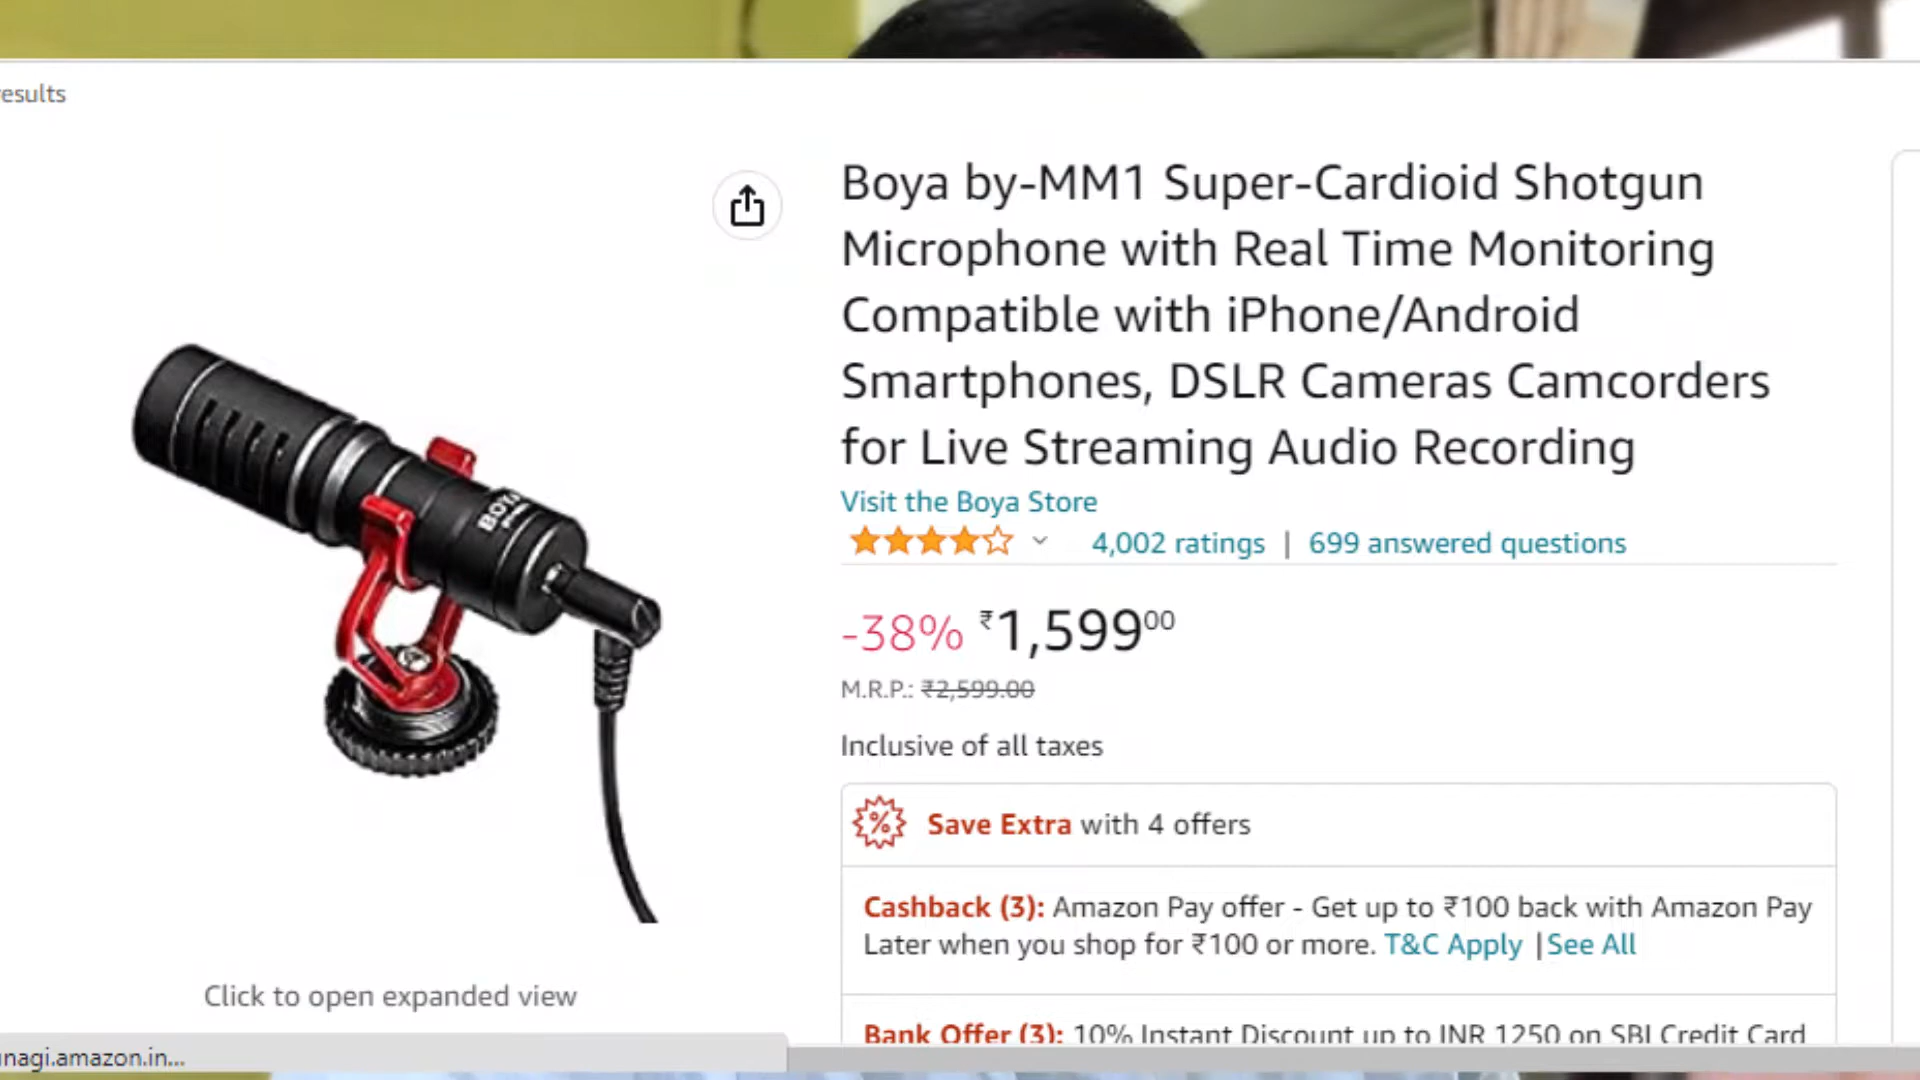 esults
Boya by-MM1 Super-Cardioid Shotgun
Microphone with Real Time Monitoring
Compatible with iPhone/Android
Smartphones, DSLR Cameras Camcorders
for Live Streaming Audio Recording
Visit the Boya Store
4,002 ratings | 699 answered questions
-38% ₹1,59900
M.R.P.: ₹2,599.00
Inclusive of all taxes
% Save Extra with 4 offers
Cashback (3): Amazon Pay offer - Get up to ₹100 back with Amazon Pay
Later when you shop for ₹100 or more. T&C Apply | See All
Bank Offer (3): 10% Instant Discount up to INR 1250 on SBI Credit Card
BOYA
Click to open expanded view
nagi.amazon.in...